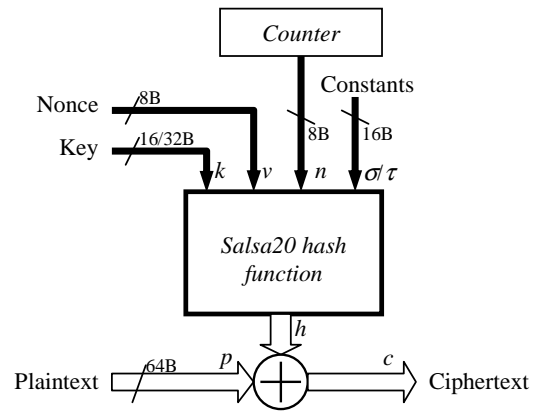 Counter
Constants
Nonce
8B
8B
16B
Key
16/32B
k
v
n
σ/τ
Salsa20 hash
function
h
p
c
Plaintext
64B
Ciphertext